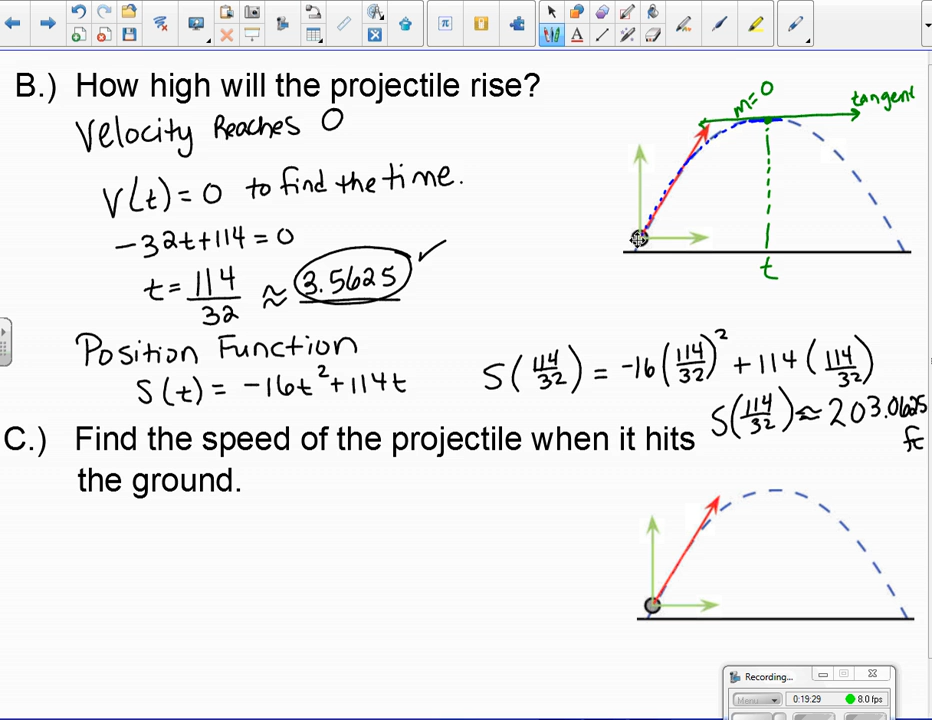 B.) How high will the projectile rise?
Velocity Reaches 0
V(t) = 0 to find the time.
-32t+114 = 0
t = 114/32 ≈ 3.5625 ✓
m=0
tangent
t
Position Function
S(t) = -16t²+114t
S(114/32) = -16(114/32)² + 114(114/32)
S(114/32) ≈ 203.0625
ft
C.) Find the speed of the projectile when it hits
the ground.
Recording...
Menu
0:19:29
8.0 fps